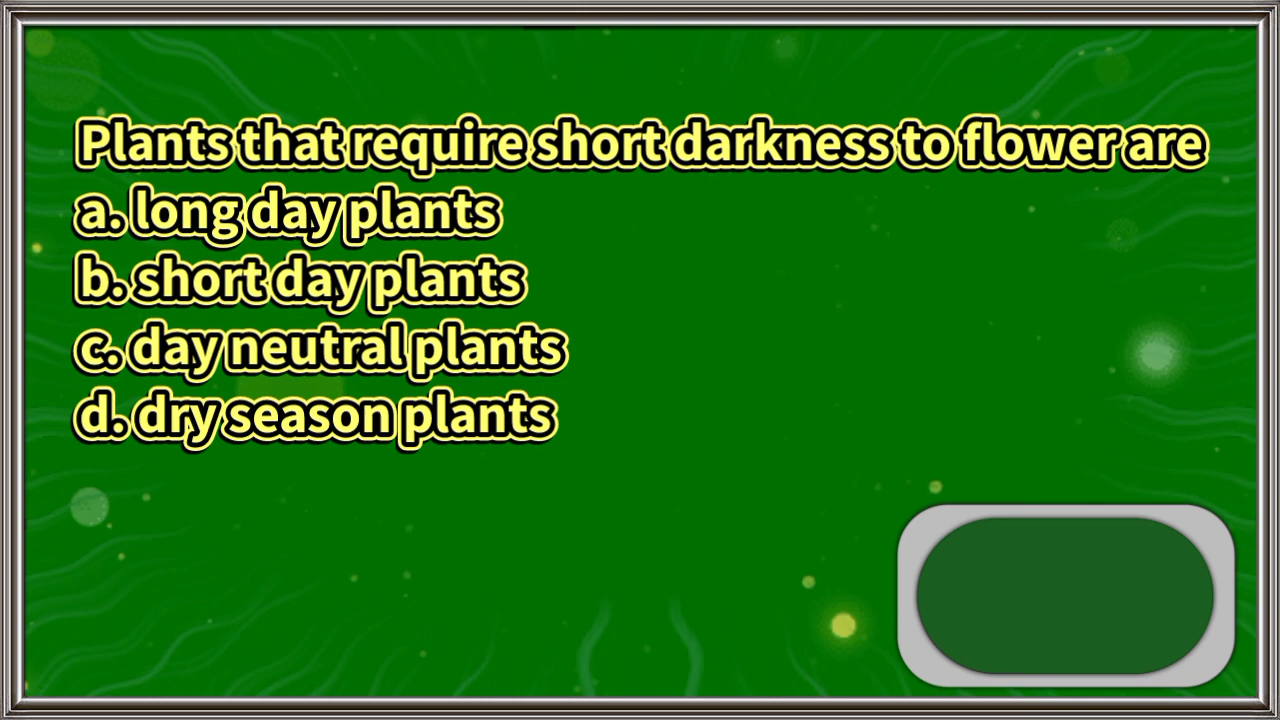 Plants that require short darkness to flower are
a. long day plants
b. short day plants
c. day neutral plants
d. dry season plants